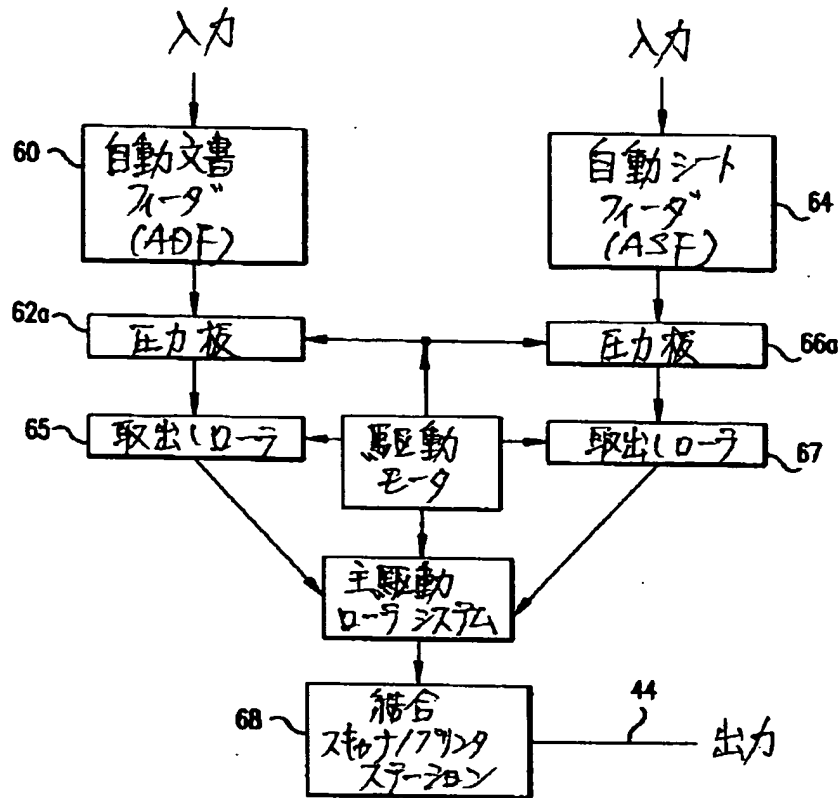 入力
入力
60
自動文書
フィーダ
(ADF)
自動シート
フィーダ
(ASF)
64
62a
圧力板
圧力板
66a
65
取出しローラ
駆動
モータ
取出しローラ
67
主駆動
ローラシステム
68
結合
スキャナ/プリンタ
ステーション
44
出力